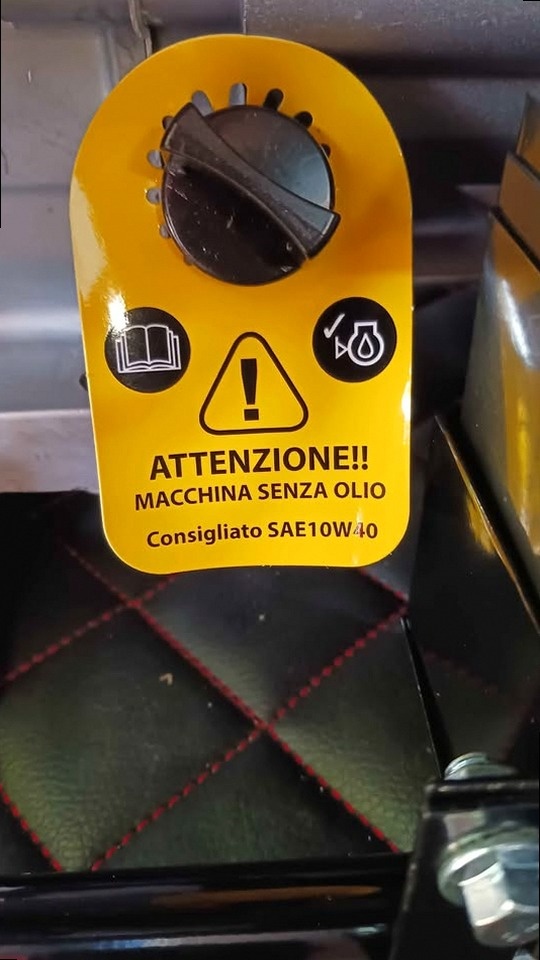 ATTENZIONE!!
MACCHINA SENZA OLIO
Consigliato SAE10W40